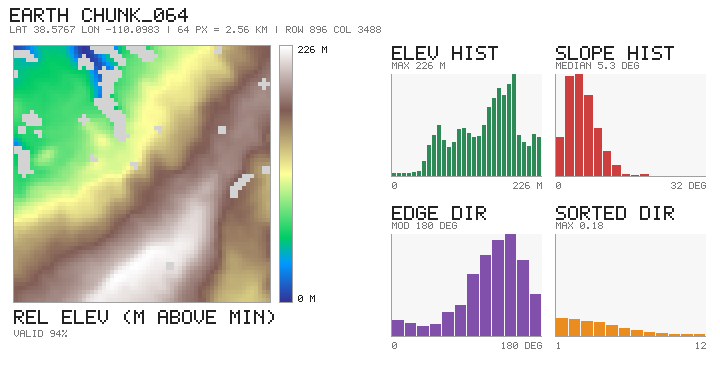 EARTH CHUNK_064
LAT 38.5767 LON -110.0983 | 64 PX = 2.56 KM | ROW 896 COL 3488
226 M
0 M
REL ELEV (M ABOVE MIN)
VALID 94%
ELEV HIST
MAX 226 M
0
226 M
SLOPE HIST
MEDIAN 5.3 DEG
0
32 DEG
EDGE DIR
MOD 180 DEG
0
180 DEG
SORTED DIR
MAX 0.18
1
12